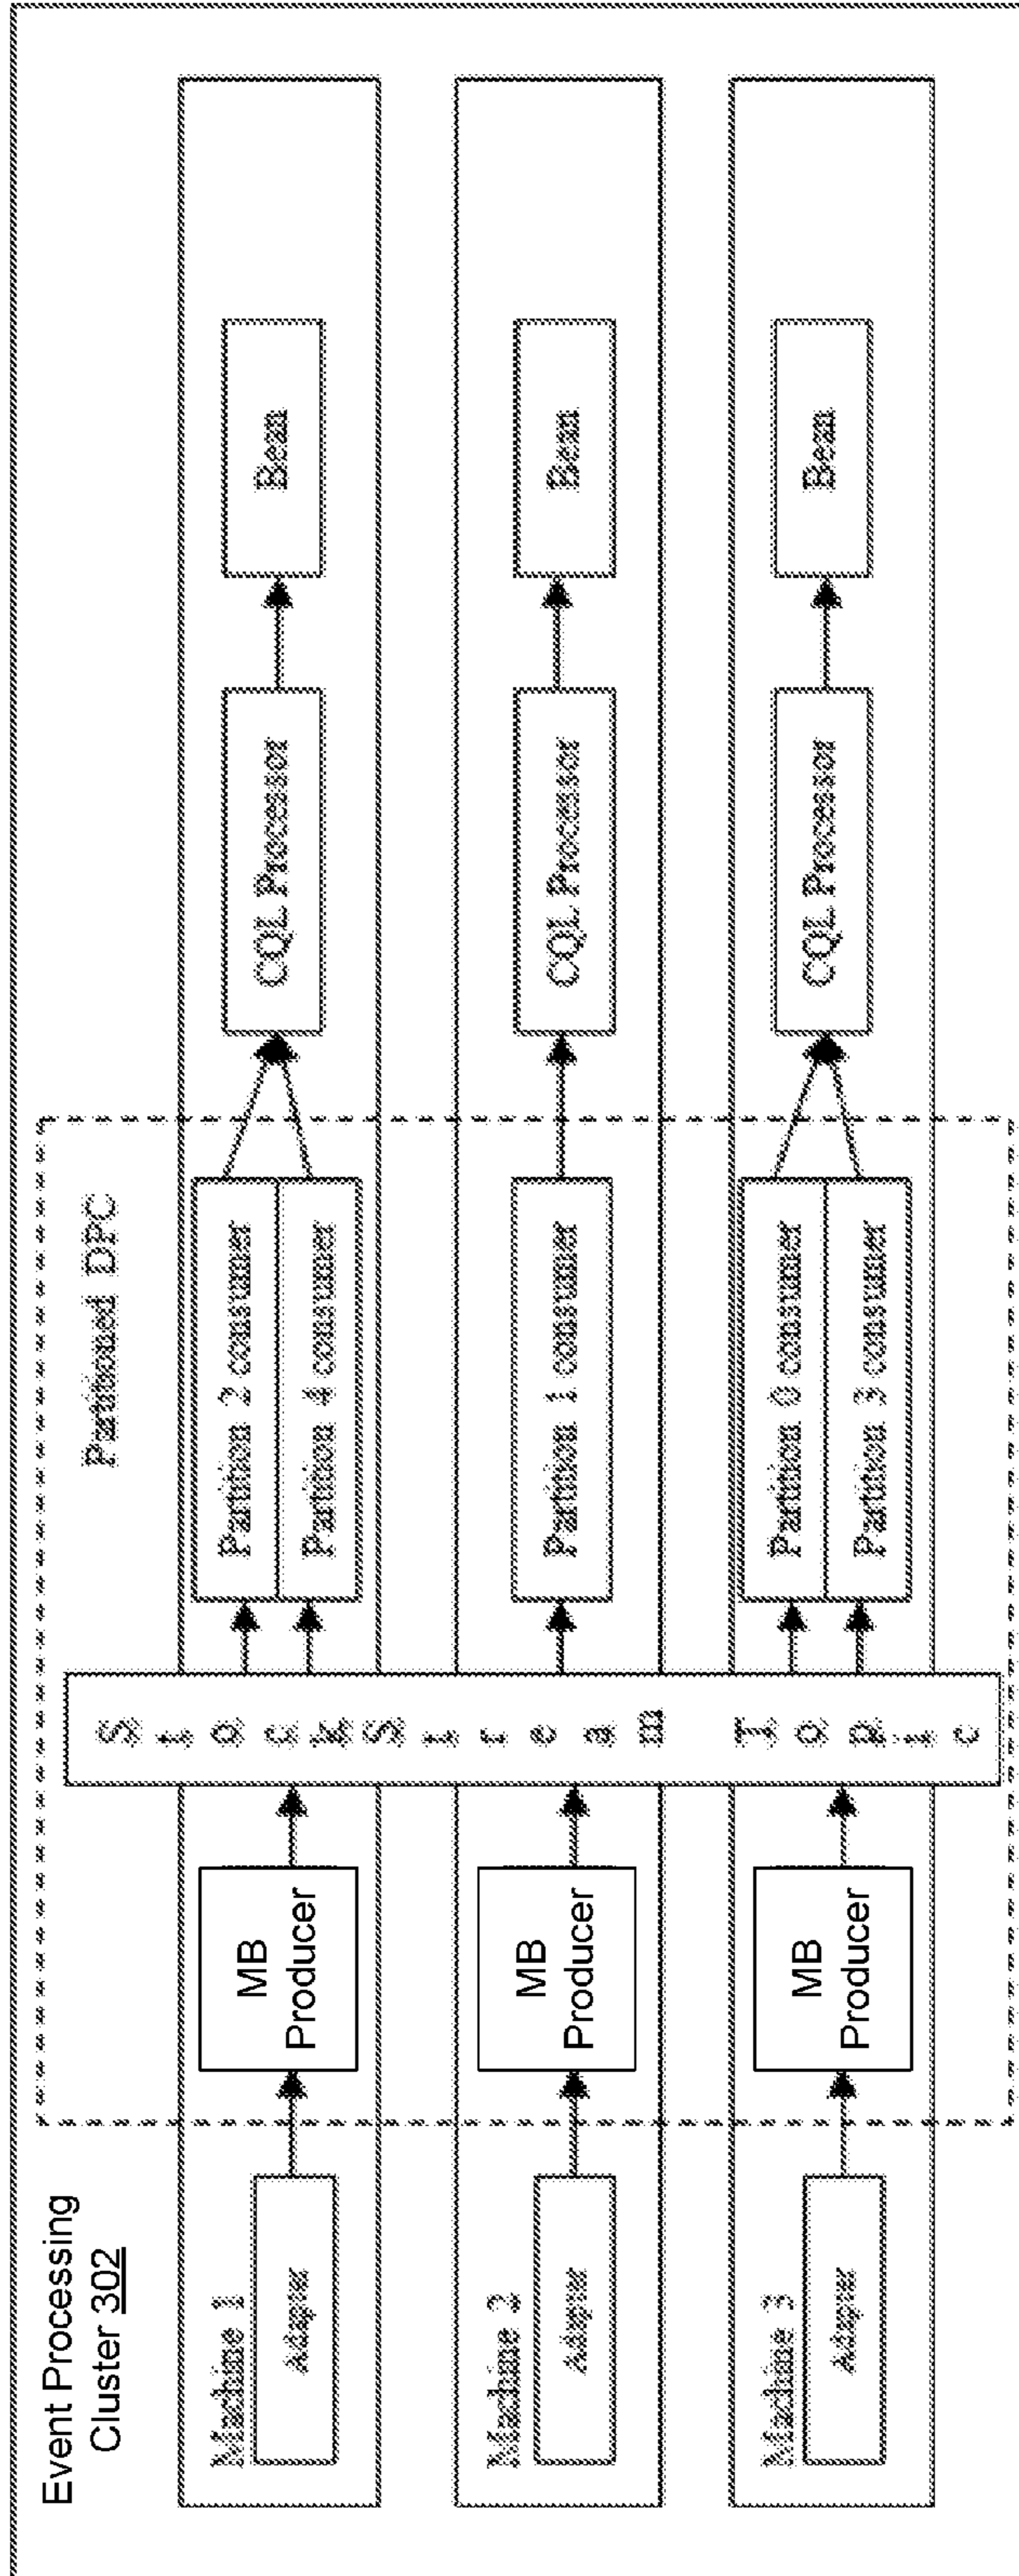 Event Processing
Cluster 302
Partitioned DPC
Machine 1
Adapter
MB
Producer
Partition 2 consumer
Partition 4 consumer
CQL Processor
Bean
Machine 2
Adapter
MB
Producer
Partition 1 consumer
CQL Processor
Bean
Machine 3
Adapter
MB
Producer
Partition 0 consumer
Partition 3 consumer
CQL Processor
Bean
StockStream Topic